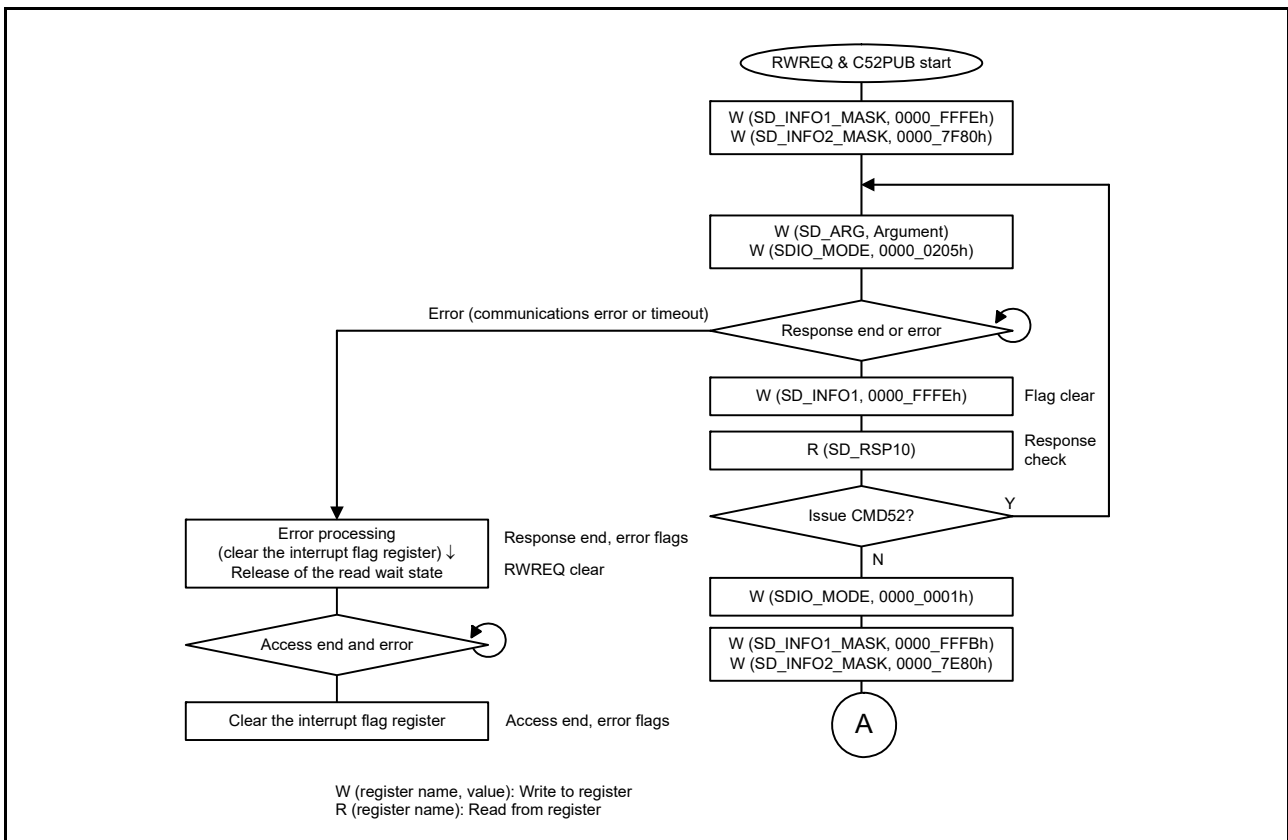 RWREQ & C52PUB start
W (SD_INFO1_MASK, 0000_FFFEh)
W (SD_INFO2_MASK, 0000_7F80h)
W (SD_ARG, Argument)
W (SDIO_MODE, 0000_0205h)
Error (communications error or timeout)
Response end or error
W (SD_INFO1, 0000_FFFEh)
Flag clear
R (SD_RSP10)
Response
check
Issue CMD52?
Y
N
Error processing
(clear the interrupt flag register) ↓
Release of the read wait state
Response end, error flags
RWREQ clear
W (SDIO_MODE, 0000_0001h)
Access end and error
W (SD_INFO1_MASK, 0000_FFFBh)
W (SD_INFO2_MASK, 0000_7E80h)
Clear the interrupt flag register
Access end, error flags
A
W (register name, value): Write to register
R (register name): Read from register